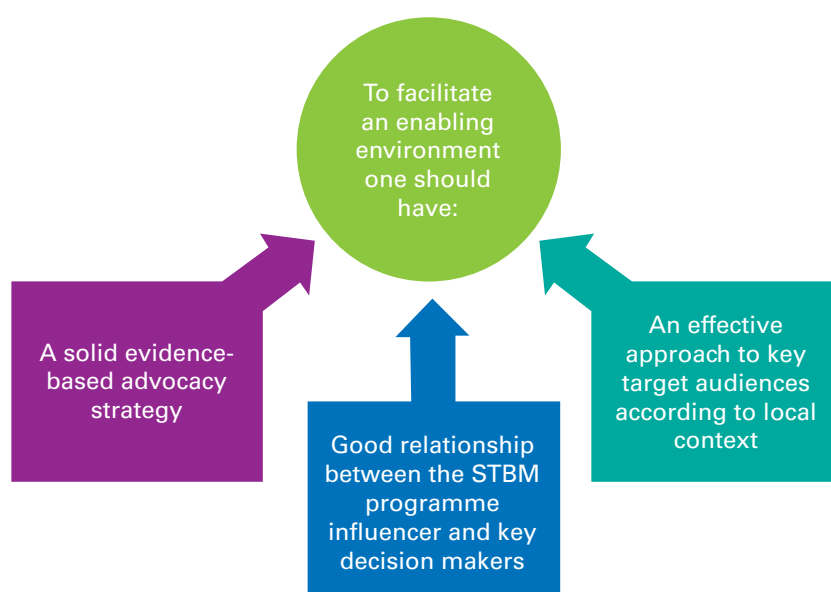 To facilitate
an enabling
environment
one should
have:
A solid evidence-
based advocacy
strategy
Good relationship
between the STBM
programme
influencer and key
decision makers
An effective
approach to key
target audiences
according to local
context